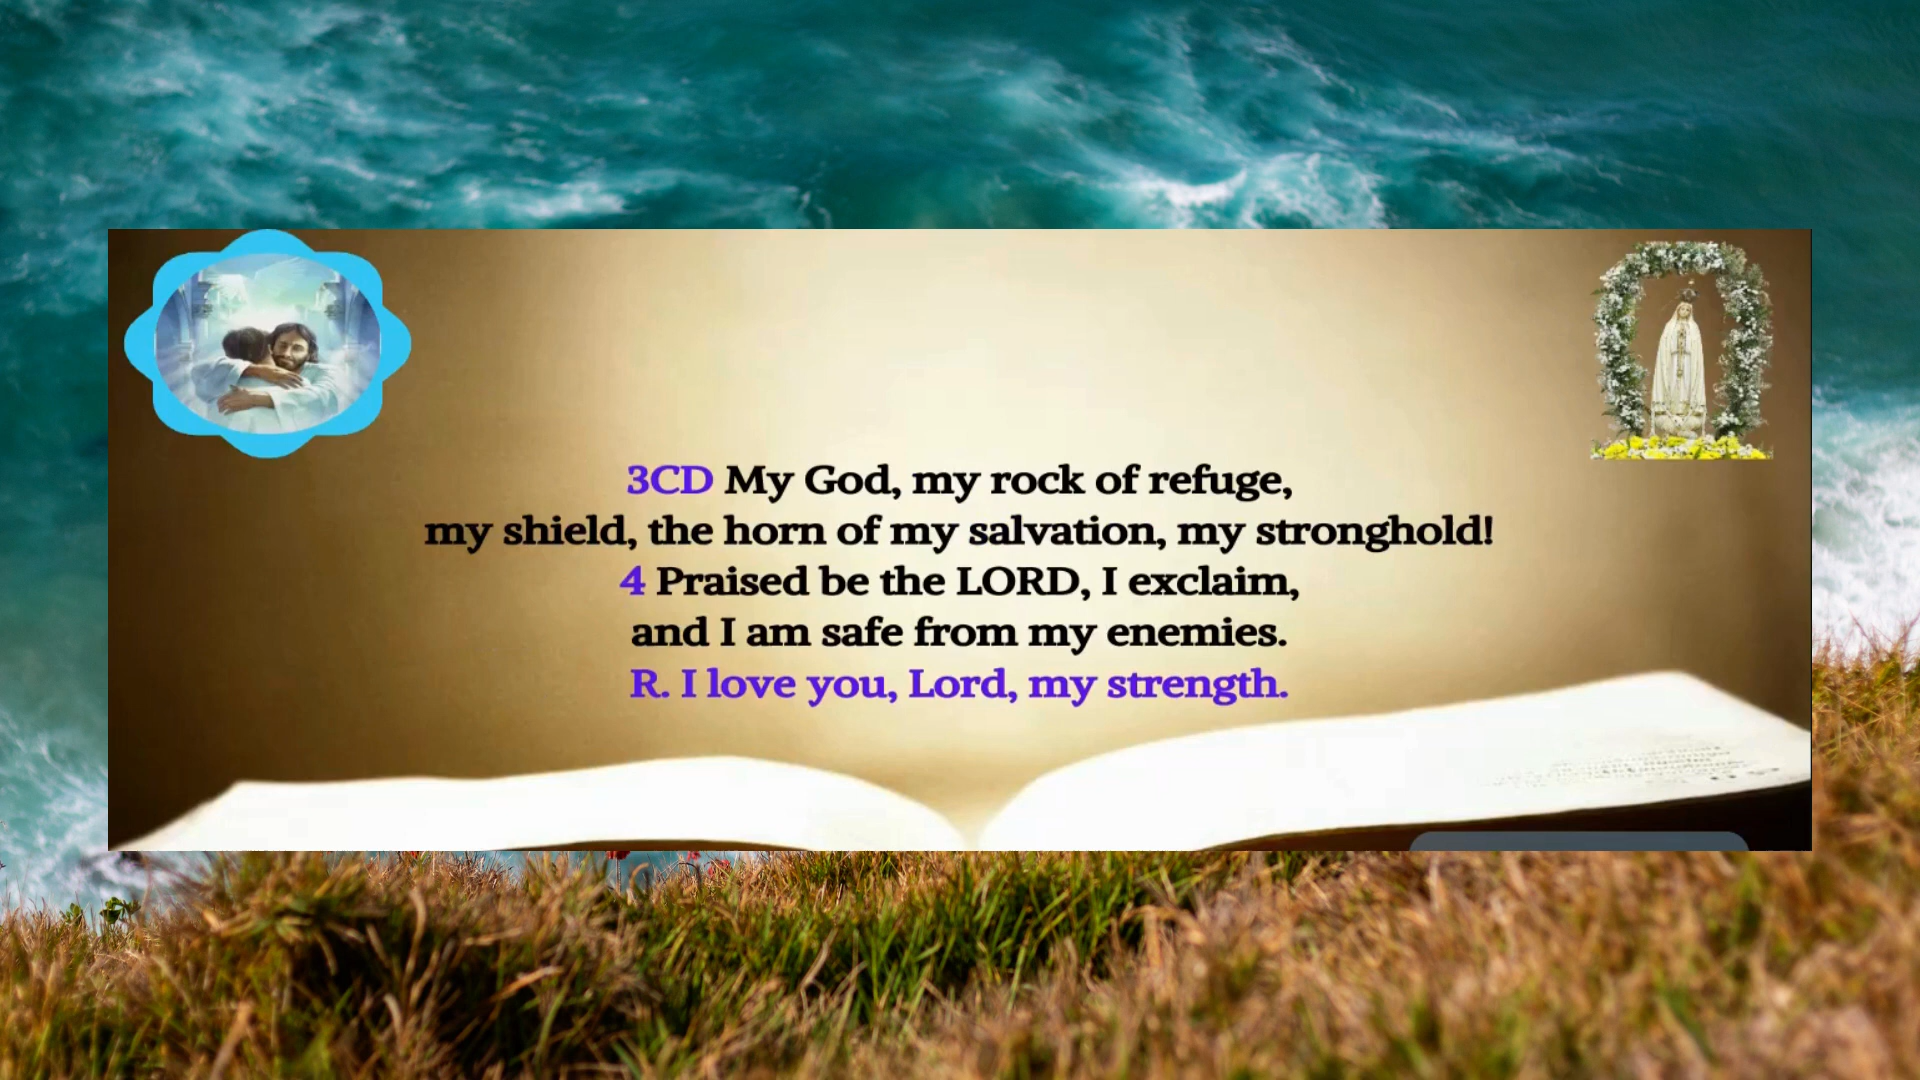 3CD My God, my rock of refuge,
my shield, the horn of my salvation, my stronghold!
4 Praised be the LORD, I exclaim,
and I am safe from my enemies.
R. I love you, Lord, my strength.